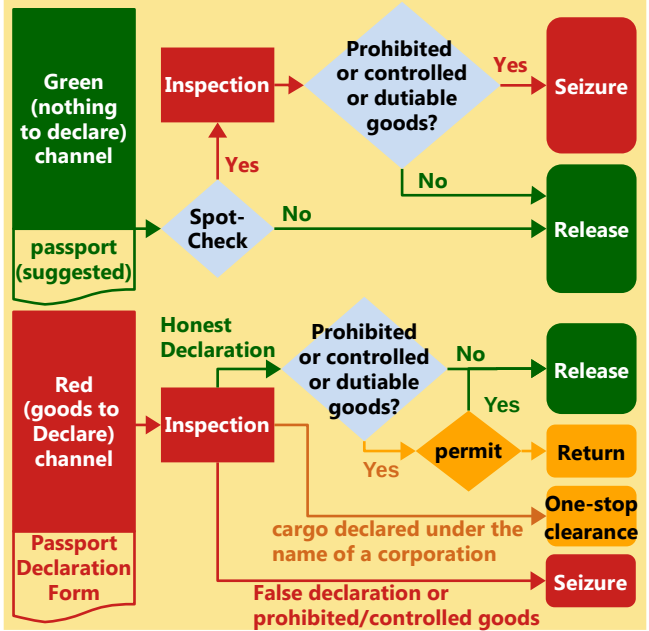 Green
(nothing
to declare)
channel
passport
(suggested)
Inspection
Yes
Spot-
Check
No
Prohibited
or controlled
or dutiable
goods?
Yes
No
Seizure
Release
Red
(goods to
Declare)
channel
Passport
Declaration
Form
Honest
Declaration
Inspection
Prohibited
or controlled
or dutiable
goods?
No
Yes
Yes
permit
Release
Return
One-stop
clearance
cargo declared under the
name of a corporation
Seizure
False declaration or
prohibited/controlled goods